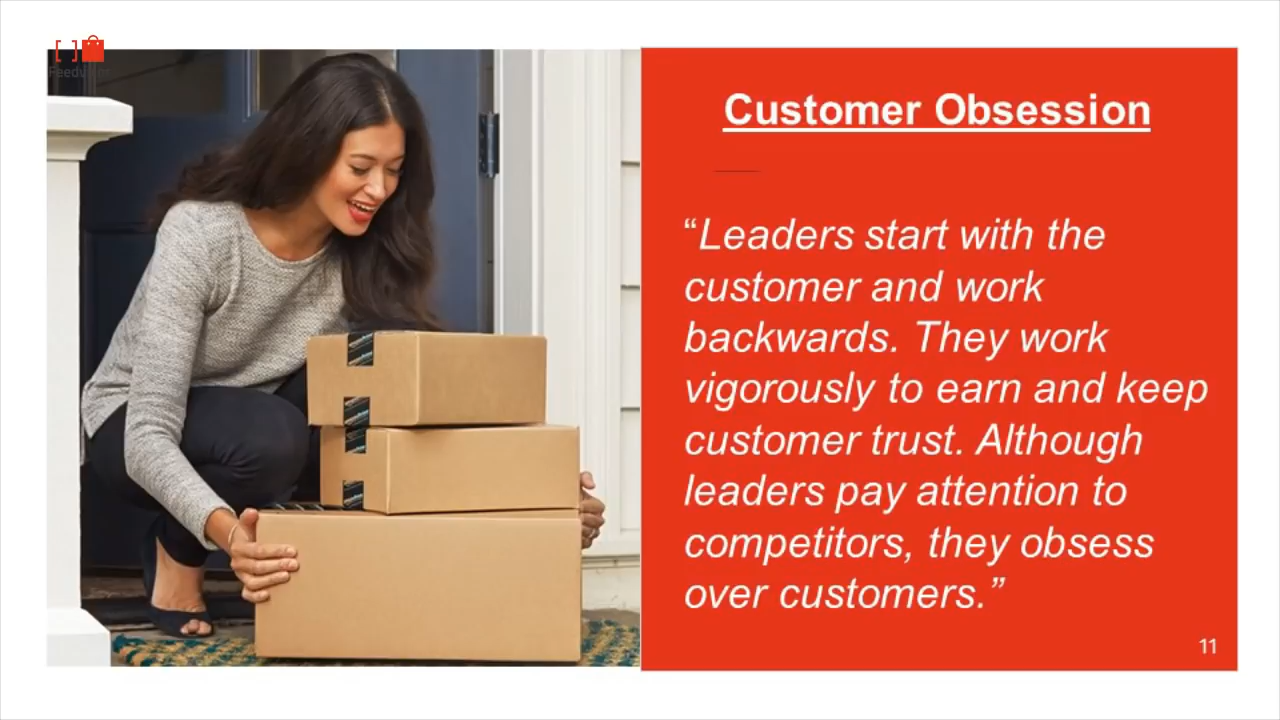 Customer Obsession
“Leaders start with the
customer and work
backwards. They work
vigorously to earn and keep
customer trust. Although
leaders pay attention to
competitors, they obsess
over customers.”
11